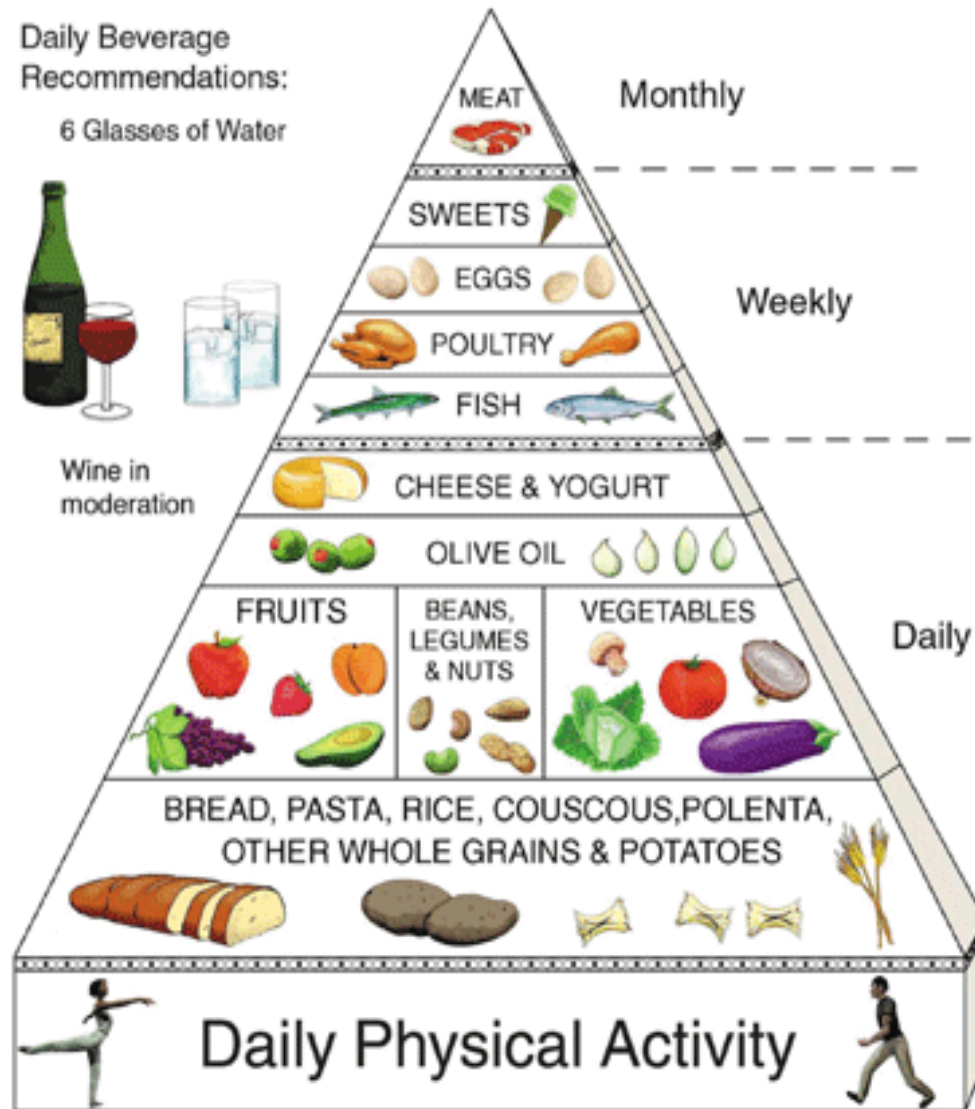 Daily Beverage
Recommendations:
6 Glasses of Water
Wine in
moderation
MEAT
Monthly
SWEETS
EGGS
Weekly
POULTRY
FISH
CHEESE & YOGURT
OLIVE OIL
FRUITS
BEANS,
LEGUMES
& NUTS
VEGETABLES
Daily
BREAD, PASTA, RICE, COUSCOUS,POLENTA,
OTHER WHOLE GRAINS & POTATOES
Daily Physical Activity